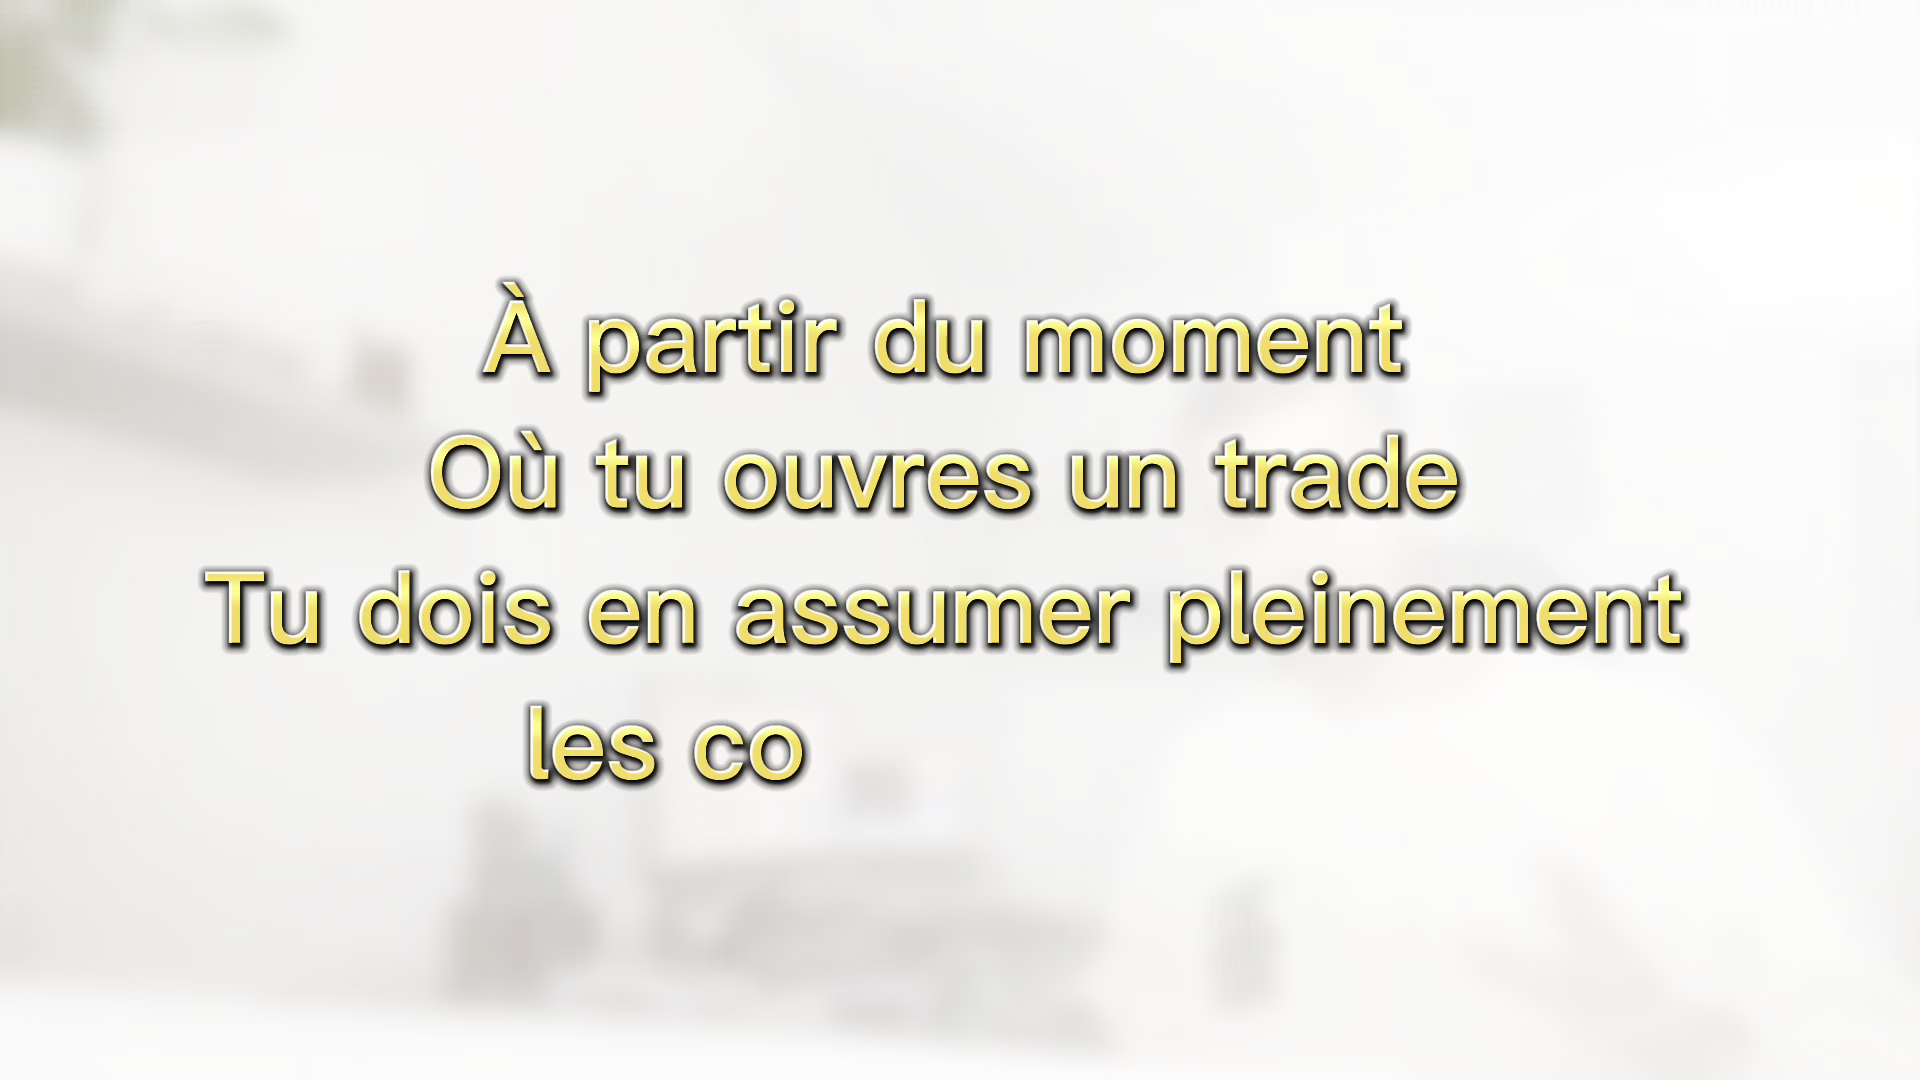 À partir du moment
Où tu ouvres un trade
Tu dois en assumer pleinement
les co